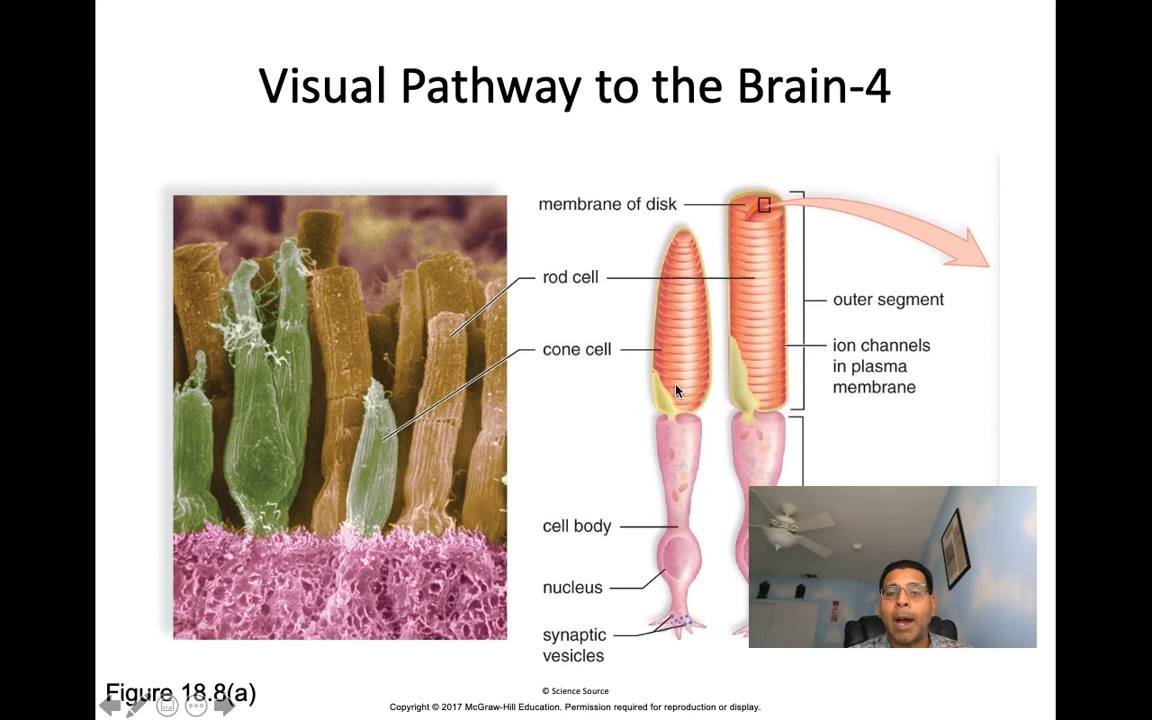 Visual Pathway to the Brain-4
membrane of disk
rod cell
cone cell
outer segment
ion channels
in plasma
membrane
cell body
nucleus
synaptic
vesicles
© Science Source
Figure 18.8(a)
Copyright © 2017 McGraw-Hill Education. Permission required for reproduction or display.